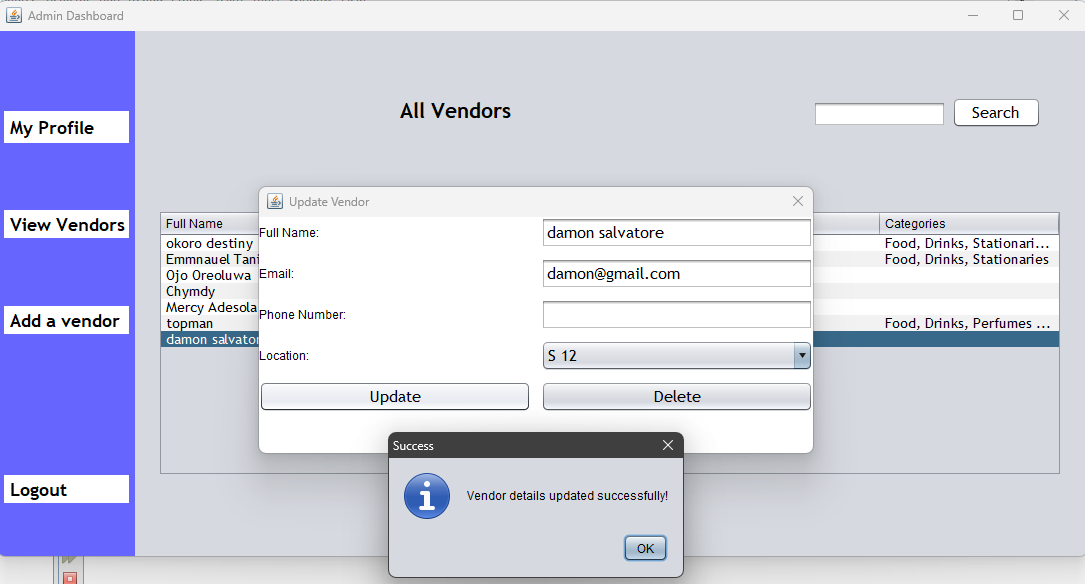 Admin Dashboard
My Profile
View Vendors
Add a vendor
Logout
All Vendors
Search
Full Name
Categories
okoro destiny
Food, Drinks, Stationari...
Emmnauel Tani
Food, Drinks, Stationaries
Ojo Oreoluwa
Chymdy
Mercy Adesola
topman
Food, Drinks, Perfumes ...
damon salvator
Update Vendor
Full Name:
damon salvatore
Email:
damon@gmail.com
Phone Number:
Location:
S 12
Update
Delete
Success
Vendor details updated successfully!
OK